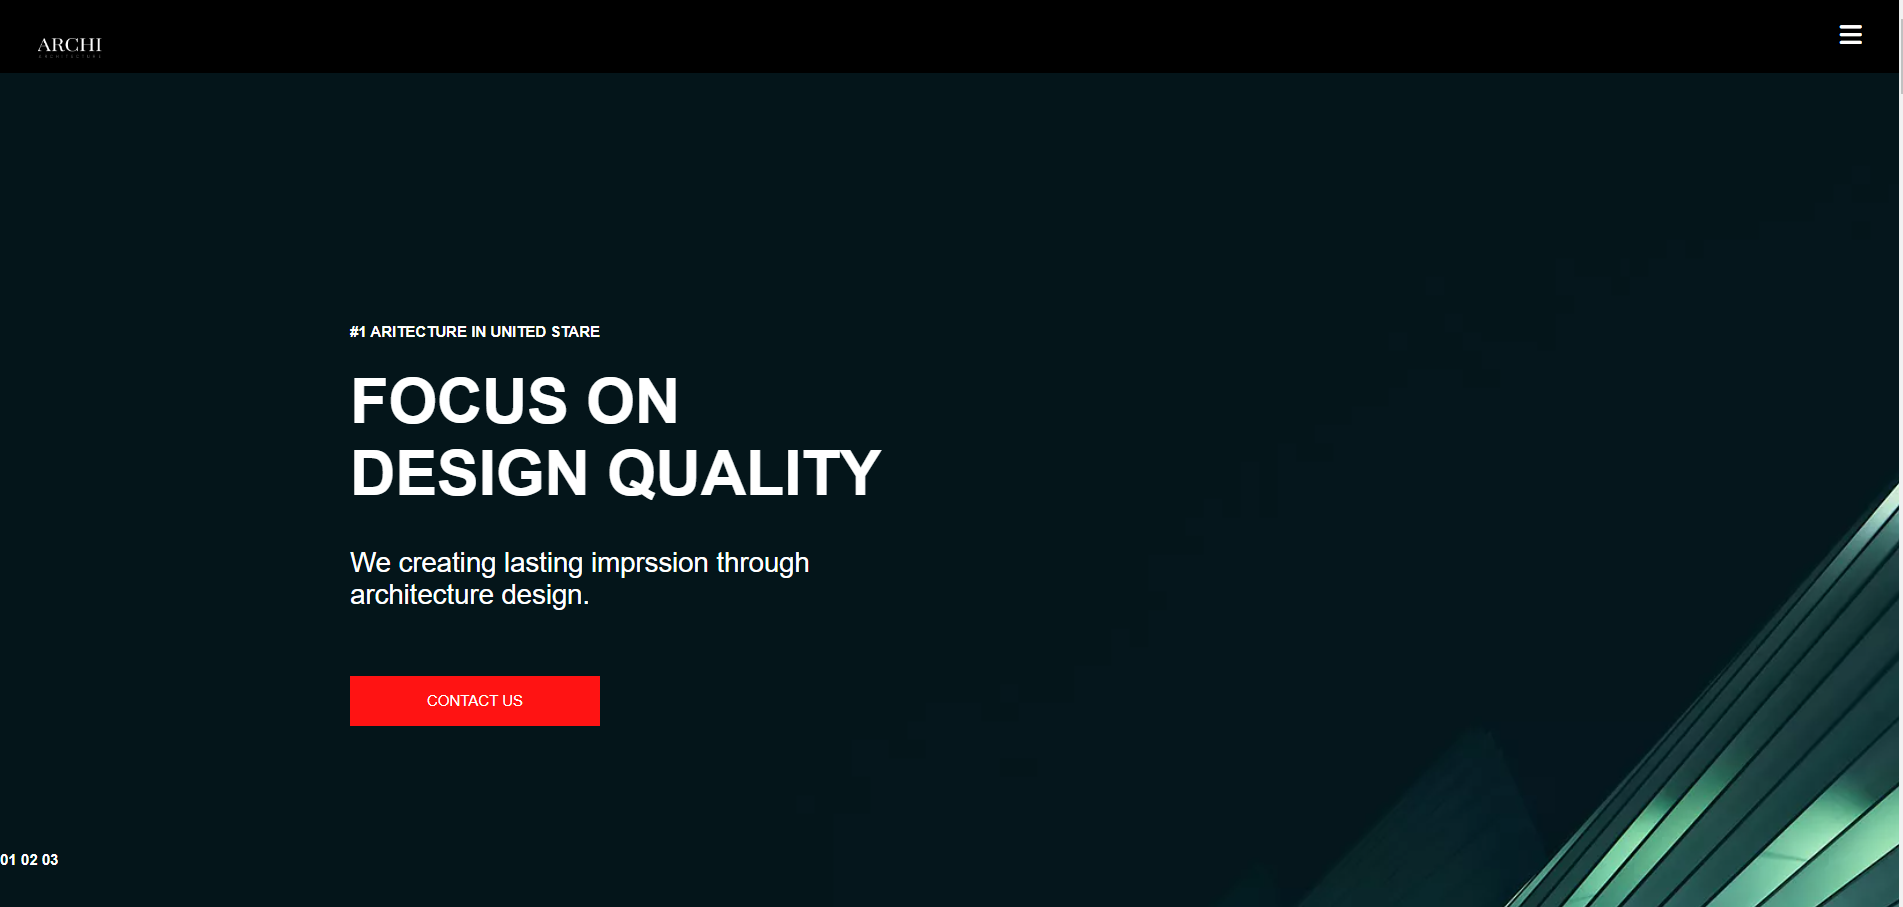 ARCHI
ARCHITECTURE
#1 ARITECTURE IN UNITED STARE
FOCUS ON
DESIGN QUALITY
We creating lasting imprssion through
architecture design.
CONTACT US
01 02 03